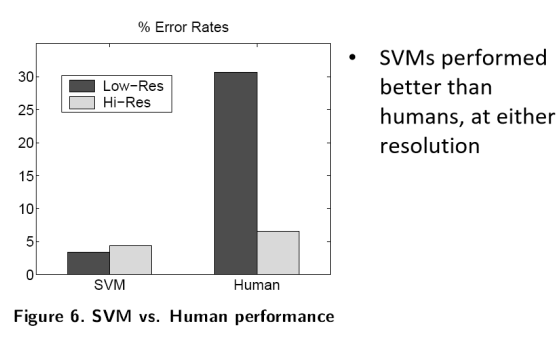 % Error Rates
30
25
20
15
10
5
0
Low-Res
Hi-Res
SVM
Human
Figure 6. SVM vs. Human performance
• SVMs performed
better than
humans, at either
resolution